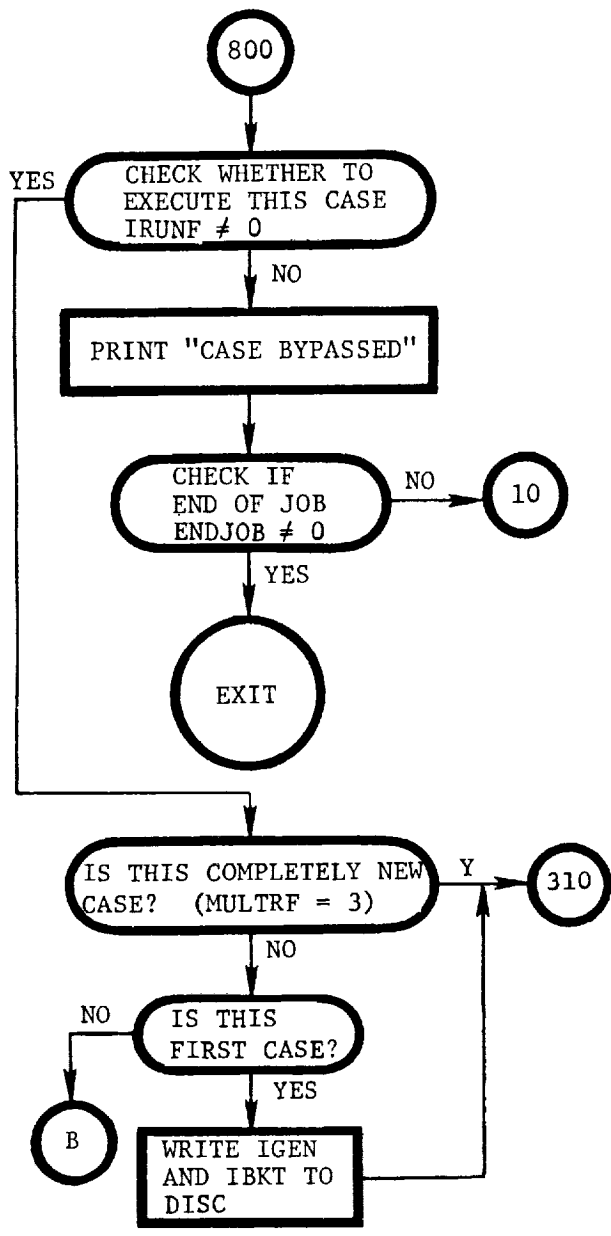 800
YES
CHECK WHETHER TO
EXECUTE THIS CASE
IRUNF ≠ 0
NO
PRINT "CASE BYPASSED"
CHECK IF
END OF JOB
ENDJOB ≠ 0
NO
10
YES
EXIT
IS THIS COMPLETELY NEW
CASE? (MULTRF = 3)
Y
310
NO
IS THIS
FIRST CASE?
NO
B
YES
WRITE IGEN
AND IBKT TO
DISC